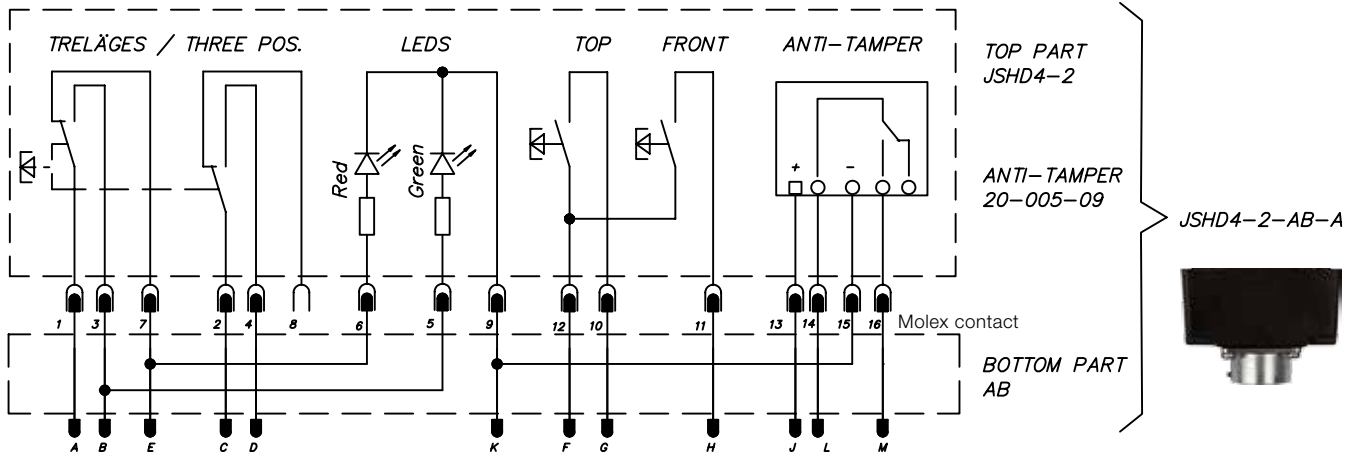 TRELÄGES / THREE POS.
LEDS
TOP
FRONT
ANTI-TAMPER
TOP PART
JSHD4-2
Red
Green
+
-
ANTI-TAMPER
20-005-09
JSHD4-2-AB-A
1 3 7 2 4 8 6 5 9 12 10 11 13 14 15 16
Molex contact
BOTTOM PART
AB
A B E C D K F G H J L M